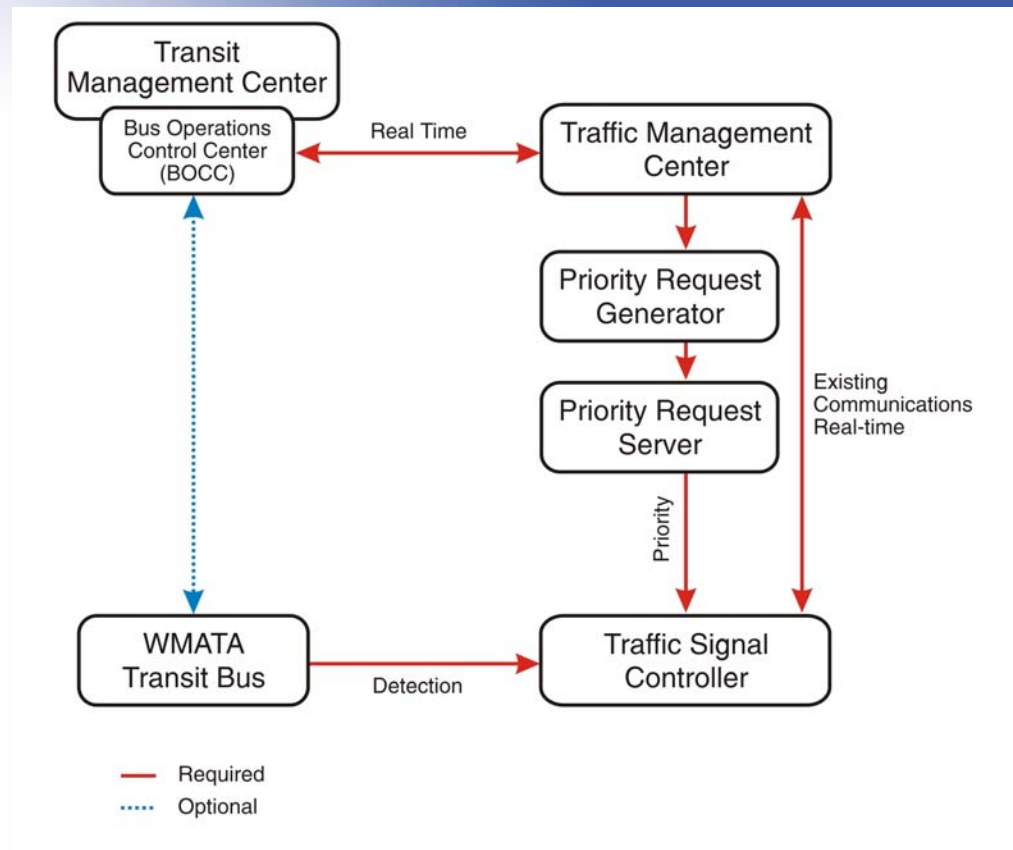 Transit
Management Center
Bus Operations
Control Center
(BOCC)
Real Time
Traffic Management
Center
Priority Request
Generator
Priority Request
Server
Existing
Communications
Real-time
Priority
WMATA
Transit Bus
Detection
Traffic Signal
Controller
Required
Optional